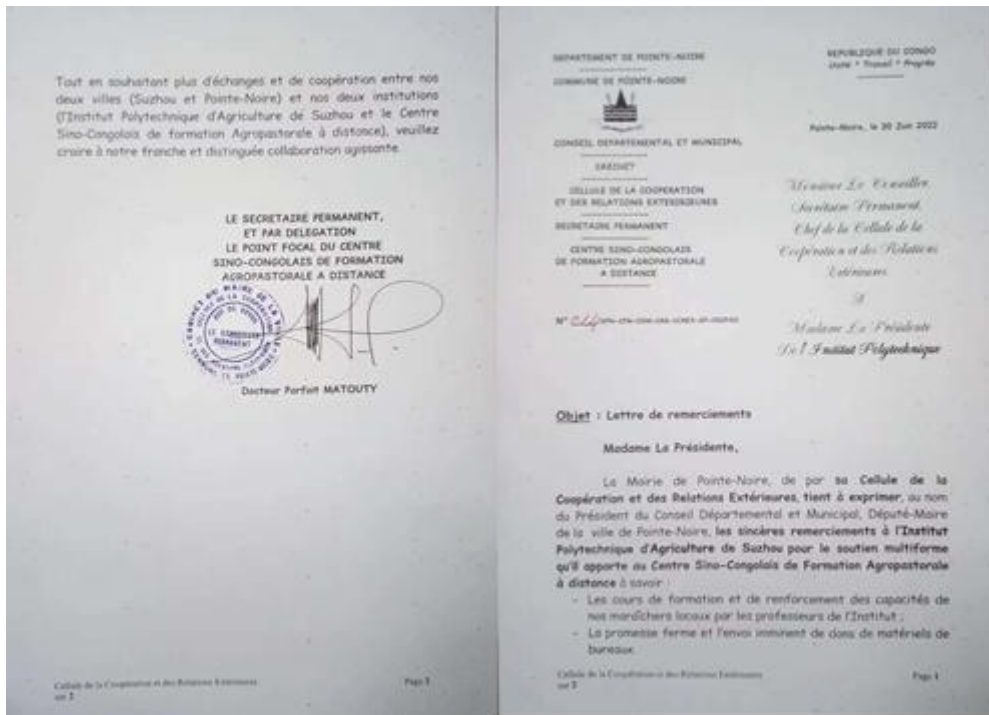 DEPARTEMENT DE POINTE-NOIRE
COMMUNE DE POINTE-NOIRE
CONSEIL DEPARTEMENTAL ET MUNICIPAL
CABINET
CELLULE DE LA COOPERATION
ET DES RELATIONS EXTERIEURES
SECRETAIRE PERMANENT
CENTRE SINO-CONGOLAIS
DE FORMATION AGROPASTORALE
A DISTANCE
N°
REPUBLIQUE DU CONGO
Unité * Travail * Progrès
Pointe-Noire, le 30 Juin 2022
Monsieur Le Conseiller,
Secrétaire Permanent,
Chef de la Cellule de la
Coopération et des Relations
Extérieures
A
Madame La Présidente
De l'Institut Polytechnique
Objet : Lettre de remerciements
Madame La Présidente,
La Mairie de Pointe-Noire, de par sa Cellule de la
Coopération et des Relations Extérieures, tient à exprimer, au nom
du Président du Conseil Départemental et Municipal, Député-Maire
de la ville de Pointe-Noire, les sincères remerciements à l'Institut
Polytechnique d'Agriculture de Suzhou pour le soutien multiforme
qu'il apporte au Centre Sino-Congolais de Formation Agropastorale
à distance à savoir :
- Les cours de formation et de renforcement des capacités de
nos maraîchers locaux par les professeurs de l'Institut ;
- La promesse ferme et l'envoi imminent de dons de matériels de
bureaux.
Cellule de la Coopération et des Relations Extérieures
sur 2
Page 1
Tout en souhaitant plus d'échanges et de coopération entre nos
deux villes (Suzhou et Pointe-Noire) et nos deux institutions
(l'Institut Polytechnique d'Agriculture de Suzhou et le Centre
Sino-Congolais de formation Agropastorale à distance), veuillez
croire à notre franche et distinguée collaboration agissante.
LE SECRETAIRE PERMANENT,
ET PAR DELEGATION
LE POINT FOCAL DU CENTRE
SINO-CONGOLAIS DE FORMATION
AGROPASTORALE A DISTANCE
CABINET DU MAIRE DE LA VILLE
PERMANENT
Docteur Parfait MATOUTY
Cellule de la Coopération et des Relations Extérieures
sur 2
Page 2